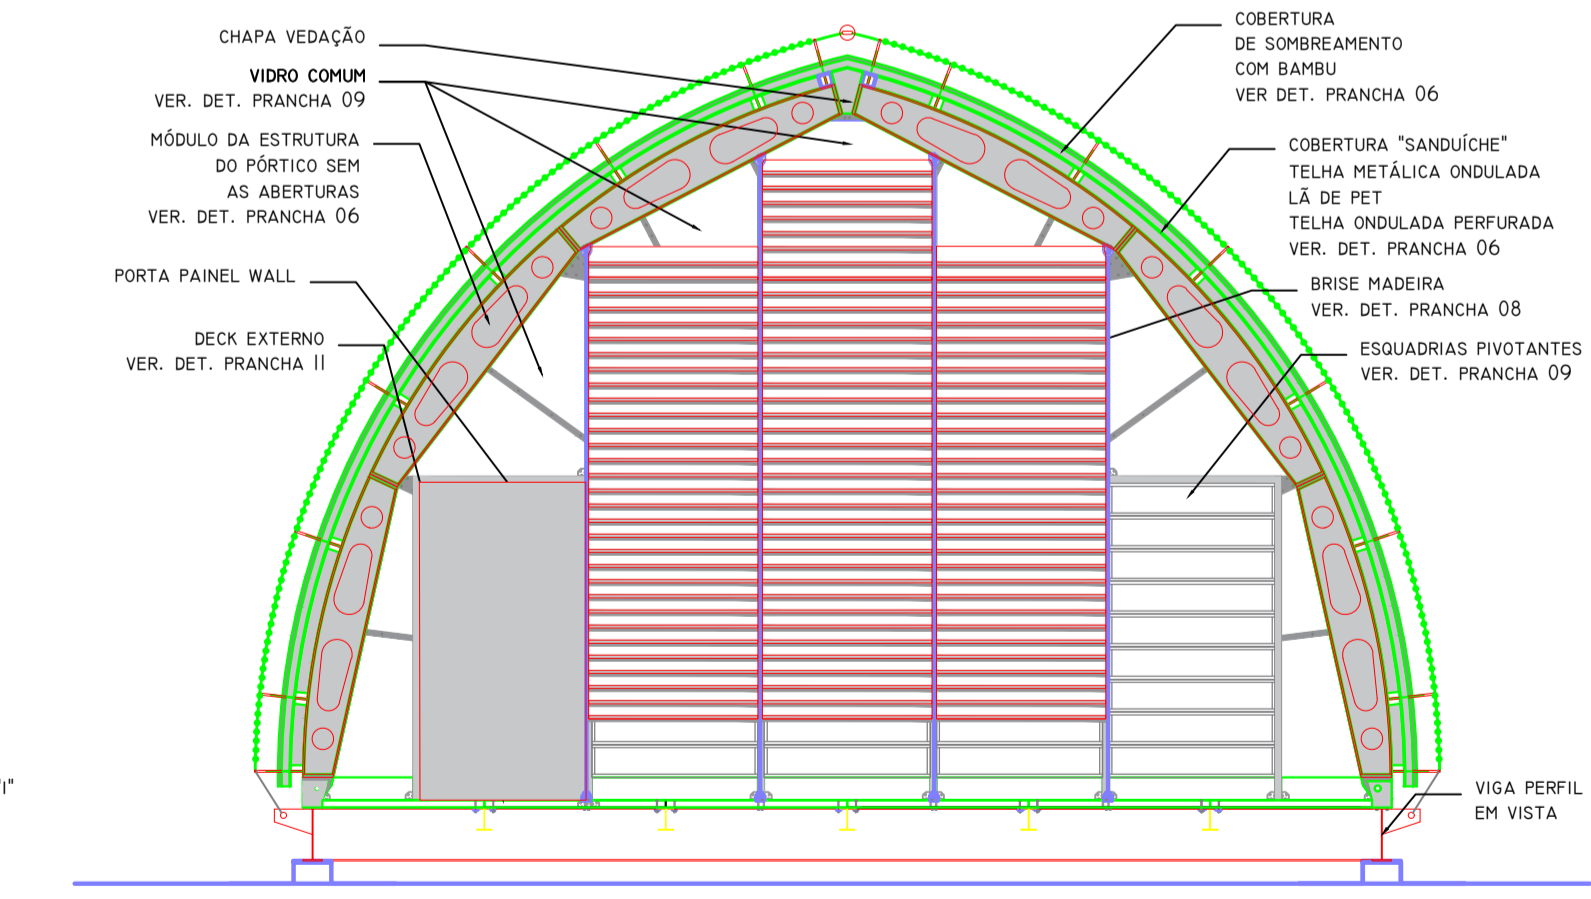 CHAPA VEDAÇÃO
VIDRO COMUM
VER. DET. PRANCHA 09
MÓDULO DA ESTRUTURA
DO PÓRTICO SEM
AS ABERTURAS
VER. DET. PRANCHA 06
PORTA PAINEL WALL
DECK EXTERNO
VER. DET. PRANCHA 11
COBERTURA
DE SOMBREAMENTO
COM BAMBU
VER DET. PRANCHA 06
COBERTURA "SANDUÍCHE"
TELHA METÁLICA ONDULADA
LÃ DE PET
TELHA ONDULADA PERFURADA
VER. DET. PRANCHA 06
BRISE MADEIRA
VER. DET. PRANCHA 08
ESQUADRIAS PIVOTANTES
VER. DET. PRANCHA 09
VIGA PERFIL
EM VISTA